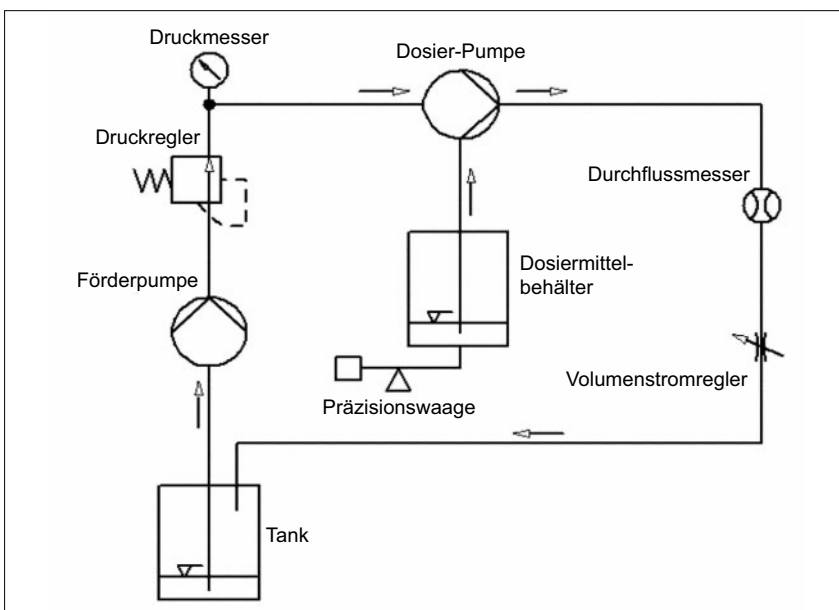 Druckmesser
Dosier-Pumpe
Druckregler
Durchflussmesser
Förderpumpe
Dosiermittel-
behälter
Präzisionswaage
Volumenstromregler
Tank